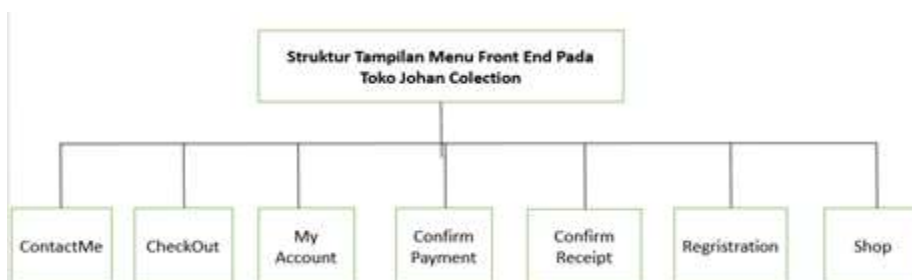 Struktur Tampilan Menu Front End Pada
Toko Johan Colection
ContactMe
CheckOut
My
Account
Confirm
Payment
Confirm
Receipt
Regristration
Shop